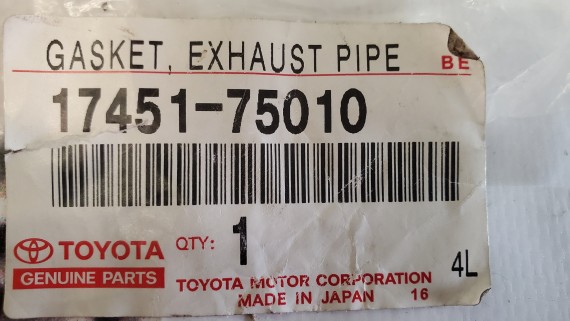 GASKET, EXHAUST PIPE
BE
17451-75010
TOYOTA
GENUINE PARTS
QTY: 1
4L
TOYOTA MOTOR CORPORATION
MADE IN JAPAN 16